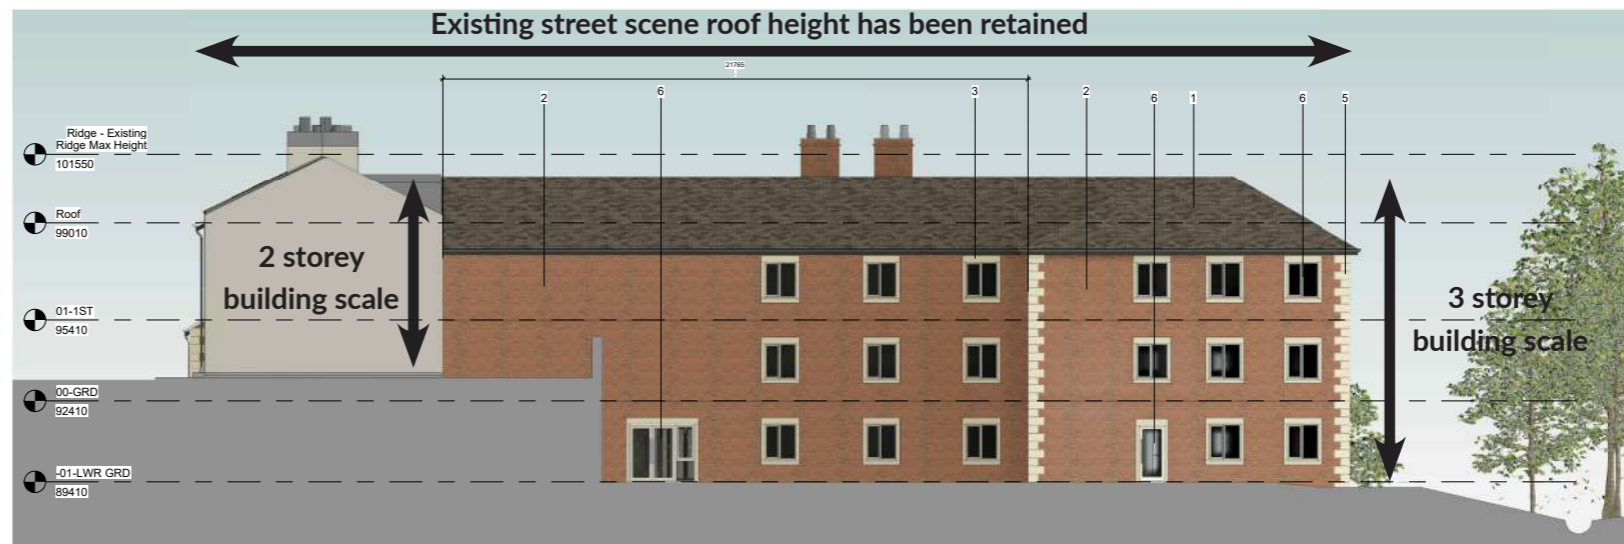 Existing street scene roof height has been retained
21765
2
6
3
2
6
1
6
5
Ridge - Existing
Ridge Max Height
101550
Roof
99010
2 storey
building scale
01-1ST
95410
3 storey
building scale
00-GRD
92410
-01-LWR GRD
89410